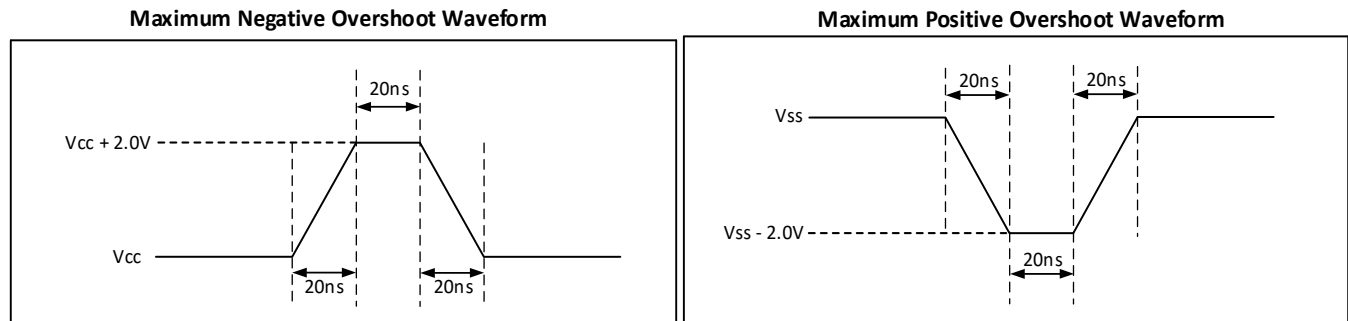 Maximum Negative Overshoot Waveform
20ns
Vcc + 2.0V
Vcc
20ns
20ns
Maximum Positive Overshoot Waveform
20ns
20ns
Vss
Vss - 2.0V
20ns